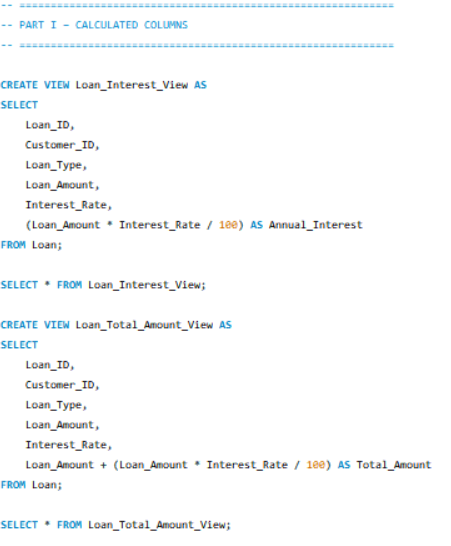 -- ============================================================
-- PART I – CALCULATED COLUMNS
-- ============================================================
CREATE VIEW Loan_Interest_View AS
SELECT
Loan_ID,
Customer_ID,
Loan_Type,
Loan_Amount,
Interest_Rate,
(Loan_Amount * Interest_Rate / 100) AS Annual_Interest
FROM Loan;
SELECT * FROM Loan_Interest_View;
CREATE VIEW Loan_Total_Amount_View AS
SELECT
Loan_ID,
Customer_ID,
Loan_Type,
Loan_Amount,
Interest_Rate,
Loan_Amount + (Loan_Amount * Interest_Rate / 100) AS Total_Amount
FROM Loan;
SELECT * FROM Loan_Total_Amount_View;